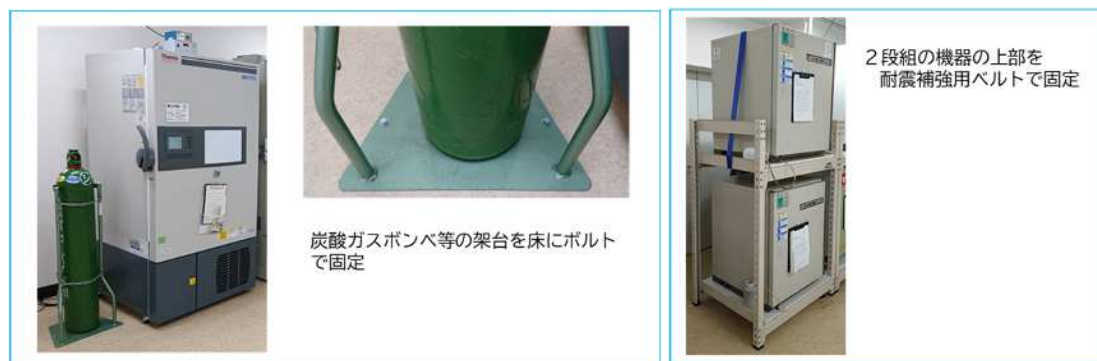 炭酸ガスボンベ等の架台を床にボルト
で固定
２段組の機器の上部を
耐震補強用ベルトで固定